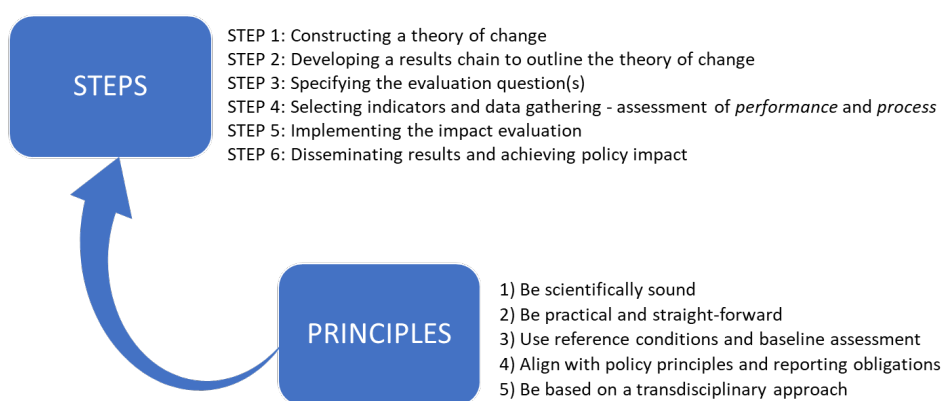 STEPS
STEP 1: Constructing a theory of change
STEP 2: Developing a results chain to outline the theory of change
STEP 3: Specifying the evaluation question(s)
STEP 4: Selecting indicators and data gathering - assessment of performance and process
STEP 5: Implementing the impact evaluation
STEP 6: Disseminating results and achieving policy impact
PRINCIPLES
1) Be scientifically sound
2) Be practical and straight-forward
3) Use reference conditions and baseline assessment
4) Align with policy principles and reporting obligations
5) Be based on a transdisciplinary approach